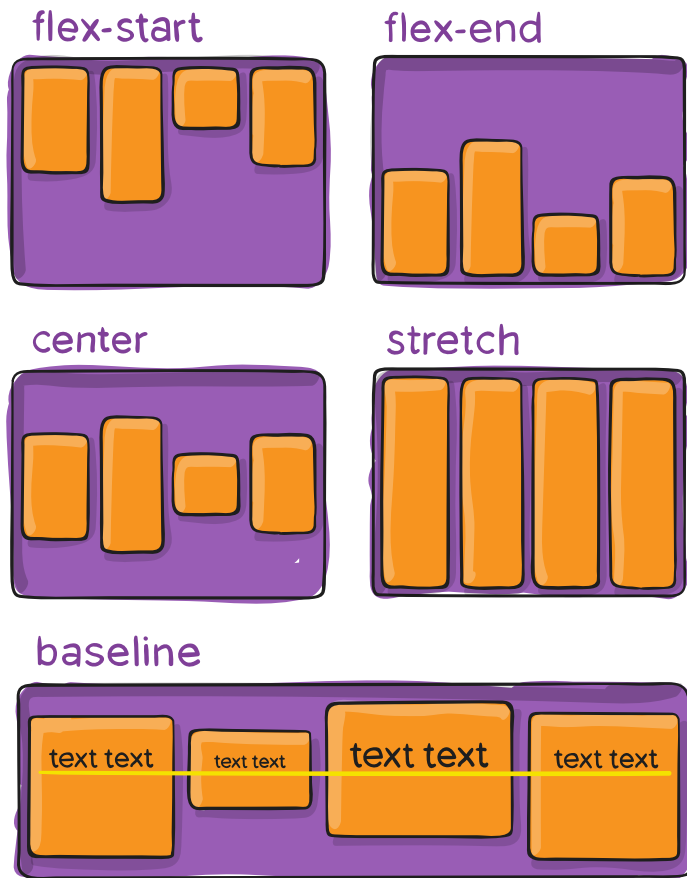 flex-start
flex-end
center
stretch
baseline
text text
text text
text text
text text